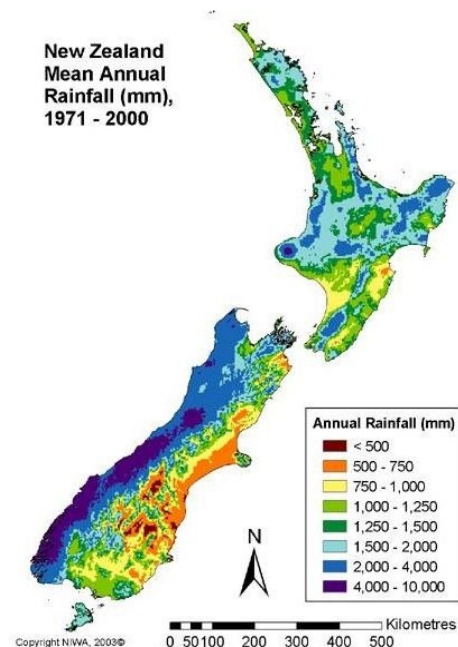 New Zealand
Mean Annual
Rainfall (mm),
1971 - 2000
Annual Rainfall (mm)
< 500
500 - 750
750 - 1,000
1,000 - 1,250
1,250 - 1,500
1,500 - 2,000
2,000 - 4,000
4,000 - 10,000
N
Kilometres
0 50 100 200 300 400 500
Copyright NIWA, 2003©